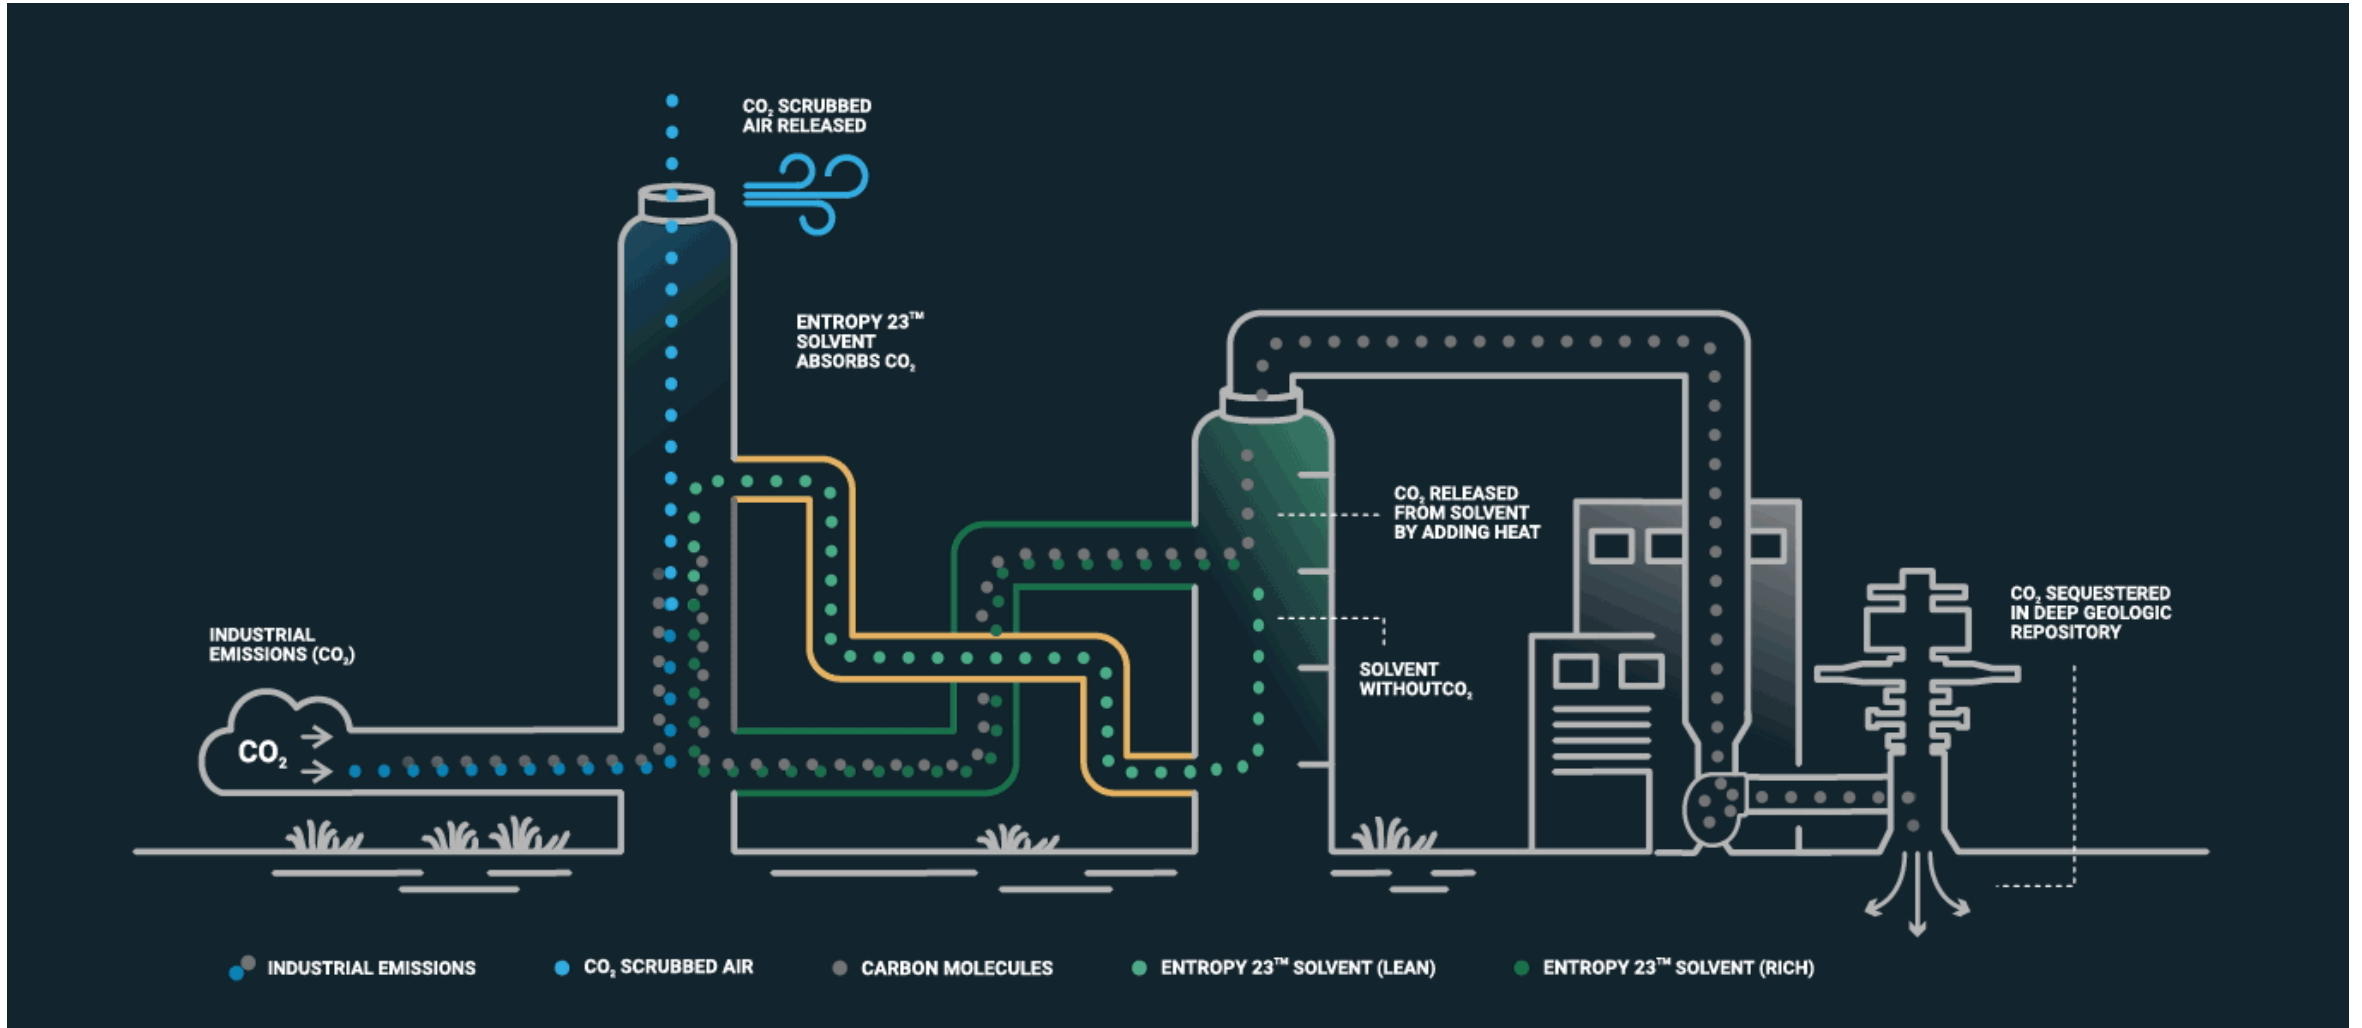 CO₂ SCRUBBED
AIR RELEASED
ENTROPY 23™
SOLVENT
ABSORBS CO₂
CO₂ RELEASED
FROM SOLVENT
BY ADDING HEAT
CO₂ SEQUESTERED
IN DEEP GEOLOGIC
REPOSITORY
INDUSTRIAL
EMISSIONS (CO₂)
SOLVENT
WITHOUTCO₂
CO₂
INDUSTRIAL EMISSIONS
CO₂ SCRUBBED AIR
CARBON MOLECULES
ENTROPY 23™ SOLVENT (LEAN)
ENTROPY 23™ SOLVENT (RICH)